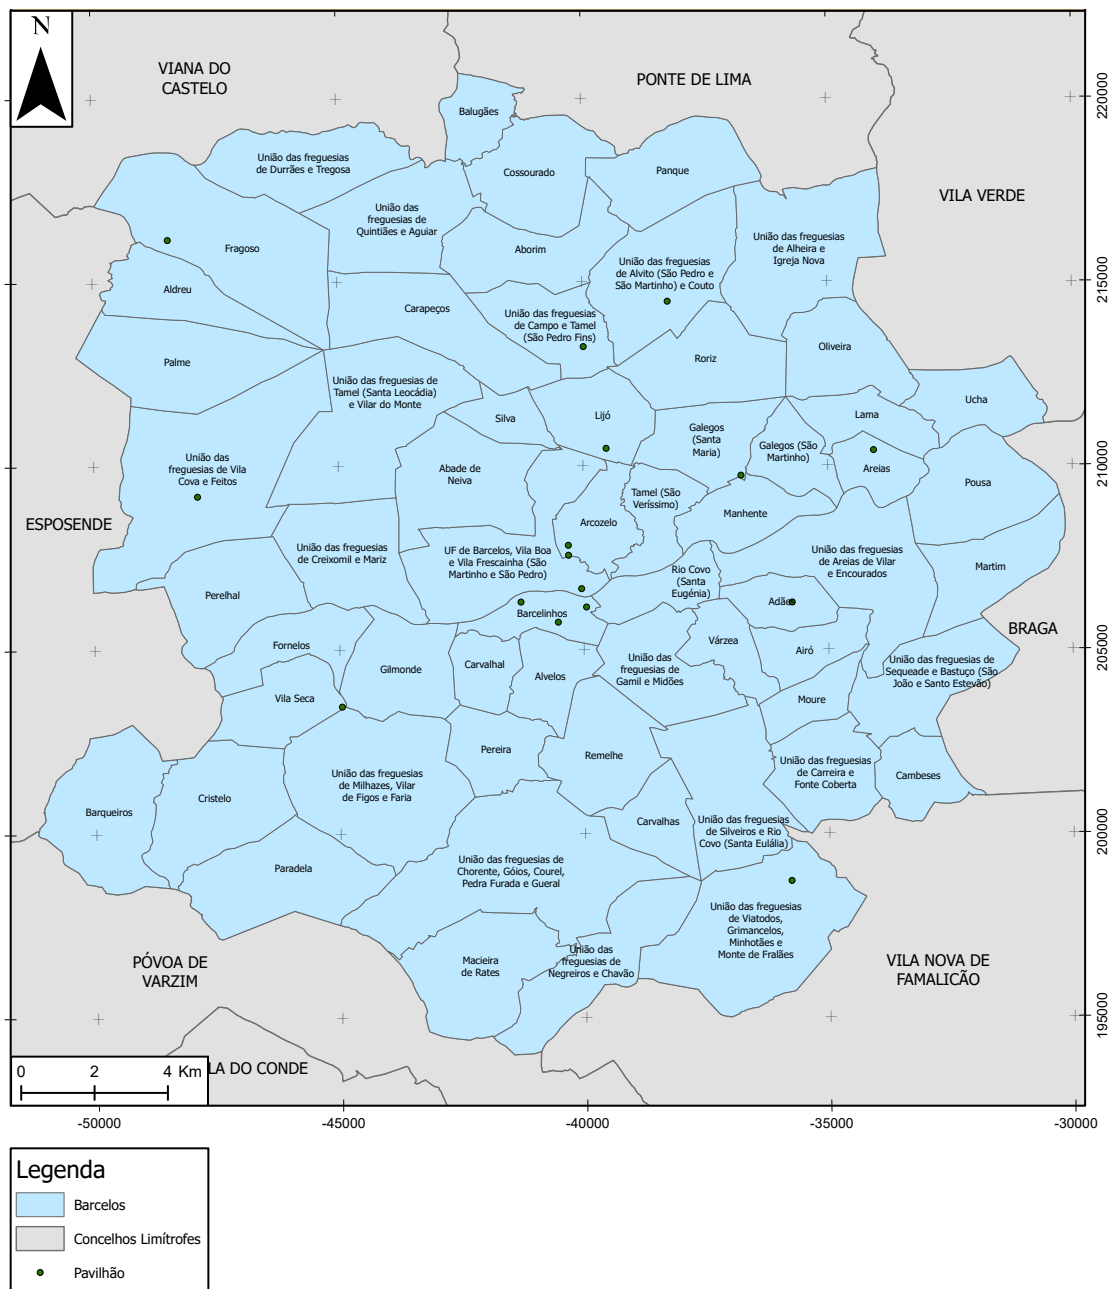 N
VIANA DO
CASTELO
PONTE DE LIMA
220000
Balugães
União das freguesias
de Durrães e Tregosa
Cossourado
Panque
VILA VERDE
União das
freguesias de
Quintiães e Aguiar
Fragoso
Aborim
União das freguesias
de Alvito (São Pedro e
São Martinho) e Couto
União das freguesias
de Alheira e
Igreja Nova
215000
Aldreu
Carapeços
União das freguesias
de Campo e Tamel
(São Pedro Fins)
Oliveira
Palme
Roriz
União das freguesias de
Tamel (Santa Leocádia)
e Vilar do Monte
Ucha
Silva
Lijó
Lama
Galegos
(Santa
Maria)
Galegos (São
Martinho)
União das
freguesias de Vila
Cova e Feitos
Abade de
Neiva
Areias
210000
Pousa
Tamel (São
Veríssimo)
Manhente
ESPOSENDE
Arcozelo
União das freguesias
de Creixomil e Mariz
UF de Barcelos, Vila Boa
e Vila Frescainha (São
Martinho e São Pedro)
União das freguesias
de Areias de Vilar
e Encourados
Martim
Rio Covo
(Santa
Eugénia)
Perelhal
Adães
Barcelinhos
BRAGA
205000
Fornelos
Várzea
Airó
Gilmonde
Carvalhal
Alvelos
União das
freguesias de
Gamil e Midões
União das freguesias de
Sequeade e Bastuço (São
João e Santo Estevão)
Vila Seca
Moure
Pereira
Remelhe
União das freguesias
de Milhazes, Vilar
de Figos e Faria
União das freguesias
de Carreira e
Fonte Coberta
Cambeses
Barqueiros
Cristelo
Carvalhas
União das freguesias
de Silveiros e Rio
Covo (Santa Eulália)
200000
Paradela
União das freguesias de
Chorente, Góios, Courel,
Pedra Furada e Gueral
União das freguesias
de Viatodos,
Grimancelos,
Minhotães e
Monte de Fralães
PÓVOA DE
VARZIM
Macieira
de Rates
União das
freguesias de
Negreiros e Chavão
VILA NOVA DE
FAMALICÃO
195000
LA DO CONDE
0 2 4 Km
-50000 -45000 -40000 -35000 -30000
Legenda
Barcelos
Concelhos Limítrofes
Pavilhão